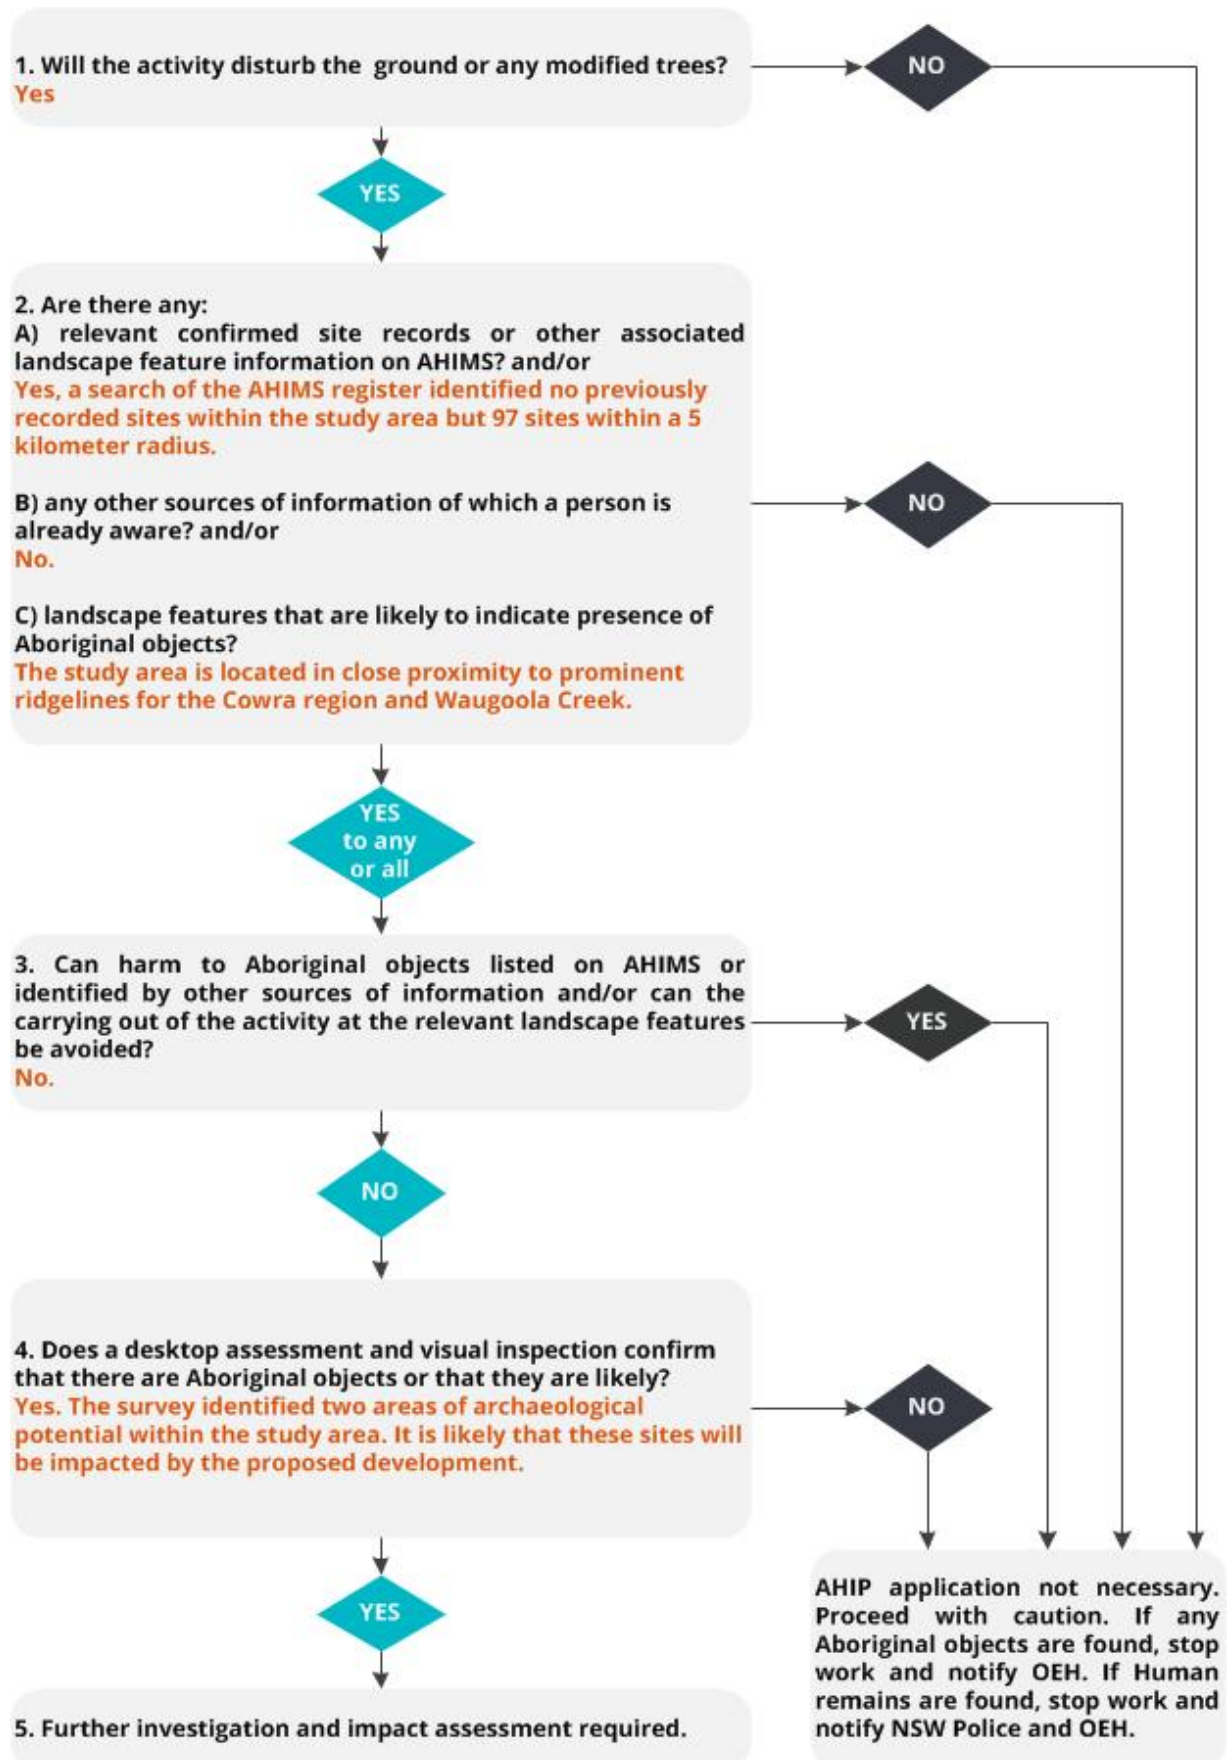 1. Will the activity disturb the ground or any modified trees?
Yes
NO
YES
2. Are there any:
A) relevant confirmed site records or other associated
landscape feature information on AHIMS? and/or
Yes, a search of the AHIMS register identified no previously
recorded sites within the study area but 97 sites within a 5
kilometer radius.
B) any other sources of information of which a person is
already aware? and/or
No.
C) landscape features that are likely to indicate presence of
Aboriginal objects?
The study area is located in close proximity to prominent
ridgelines for the Cowra region and Waugoola Creek.
NO
YES
to any
or all
3. Can harm to Aboriginal objects listed on AHIMS or
identified by other sources of information and/or can the
carrying out of the activity at the relevant landscape features
be avoided?
No.
YES
NO
4. Does a desktop assessment and visual inspection confirm
that there are Aboriginal objects or that they are likely?
Yes. The survey identified two areas of archaeological
potential within the study area. It is likely that these sites will
be impacted by the proposed development.
NO
YES
5. Further investigation and impact assessment required.
AHIP application not necessary.
Proceed with caution. If any
Aboriginal objects are found, stop
work and notify OEH. If Human
remains are found, stop work and
notify NSW Police and OEH.